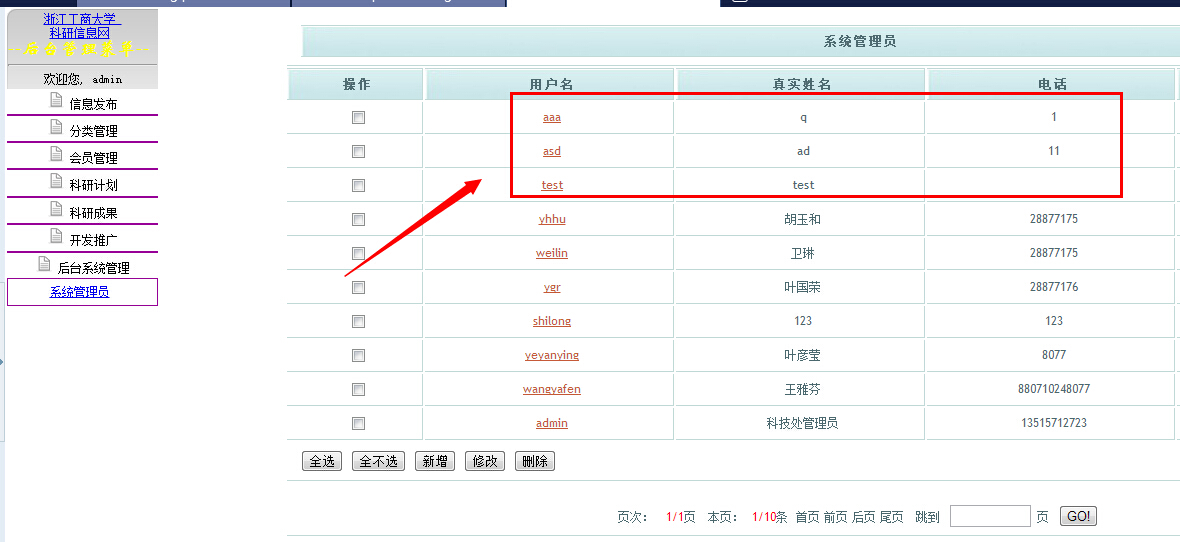 浙江工商大学
科研信息网
后台管理菜单
欢迎您, admin
信息发布
分类管理
会员管理
科研计划
科研成果
开发推广
后台系统管理
系统管理员
系统管理员
操作 用户名 真实姓名 电话
aaa q 1
asd ad 11
test test
yhhu 胡玉和 28877175
weilin 卫琳 28877175
ygr 叶国荣 28877176
shilong 123 123
yeyanying 叶彦莹 8077
wangyafen 王雅芬 880710248077
admin 科技处管理员 13515712723
全选 全不选 新增 修改 删除
页次: 1/1页 本页: 1/10条 首页 前页 后页 尾页 跳到 页 GO!